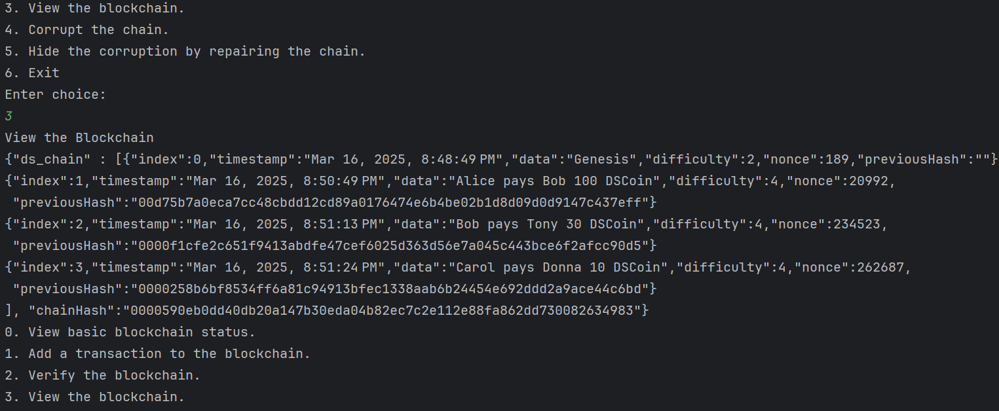 3. View the blockchain.
4. Corrupt the chain.
5. Hide the corruption by repairing the chain.
6. Exit
Enter choice:
3
View the Blockchain
{"ds_chain" : [{"index":0,"timestamp":"Mar 16, 2025, 8:48:49 PM","data":"Genesis","difficulty":2,"nonce":189,"previousHash":""}
{"index":1,"timestamp":"Mar 16, 2025, 8:50:49 PM","data":"Alice pays Bob 100 DSCoin","difficulty":4,"nonce":20992,
"previousHash":"00d75b7a0eca7cc48cbdd12cd89a0176474e6b4be02b1d8d09d0d9147c437eff"}
{"index":2,"timestamp":"Mar 16, 2025, 8:51:13 PM","data":"Bob pays Tony 30 DSCoin","difficulty":4,"nonce":234523,
"previousHash":"0000f1cfe2c651f9413abdfe47cef6025d363d56e7a045c443bce6f2afcc90d5"}
{"index":3,"timestamp":"Mar 16, 2025, 8:51:24 PM","data":"Carol pays Donna 10 DSCoin","difficulty":4,"nonce":262687,
"previousHash":"0000258b6bf8534ff6a81c94913bfec1338aab6b24454e692ddd2a9ace44c6bd"}
], "chainHash":"0000590eb0dd40db20a147b30eda04b82ec7c2e112e88fa862dd730082634983"}
0. View basic blockchain status.
1. Add a transaction to the blockchain.
2. Verify the blockchain.
3. View the blockchain.